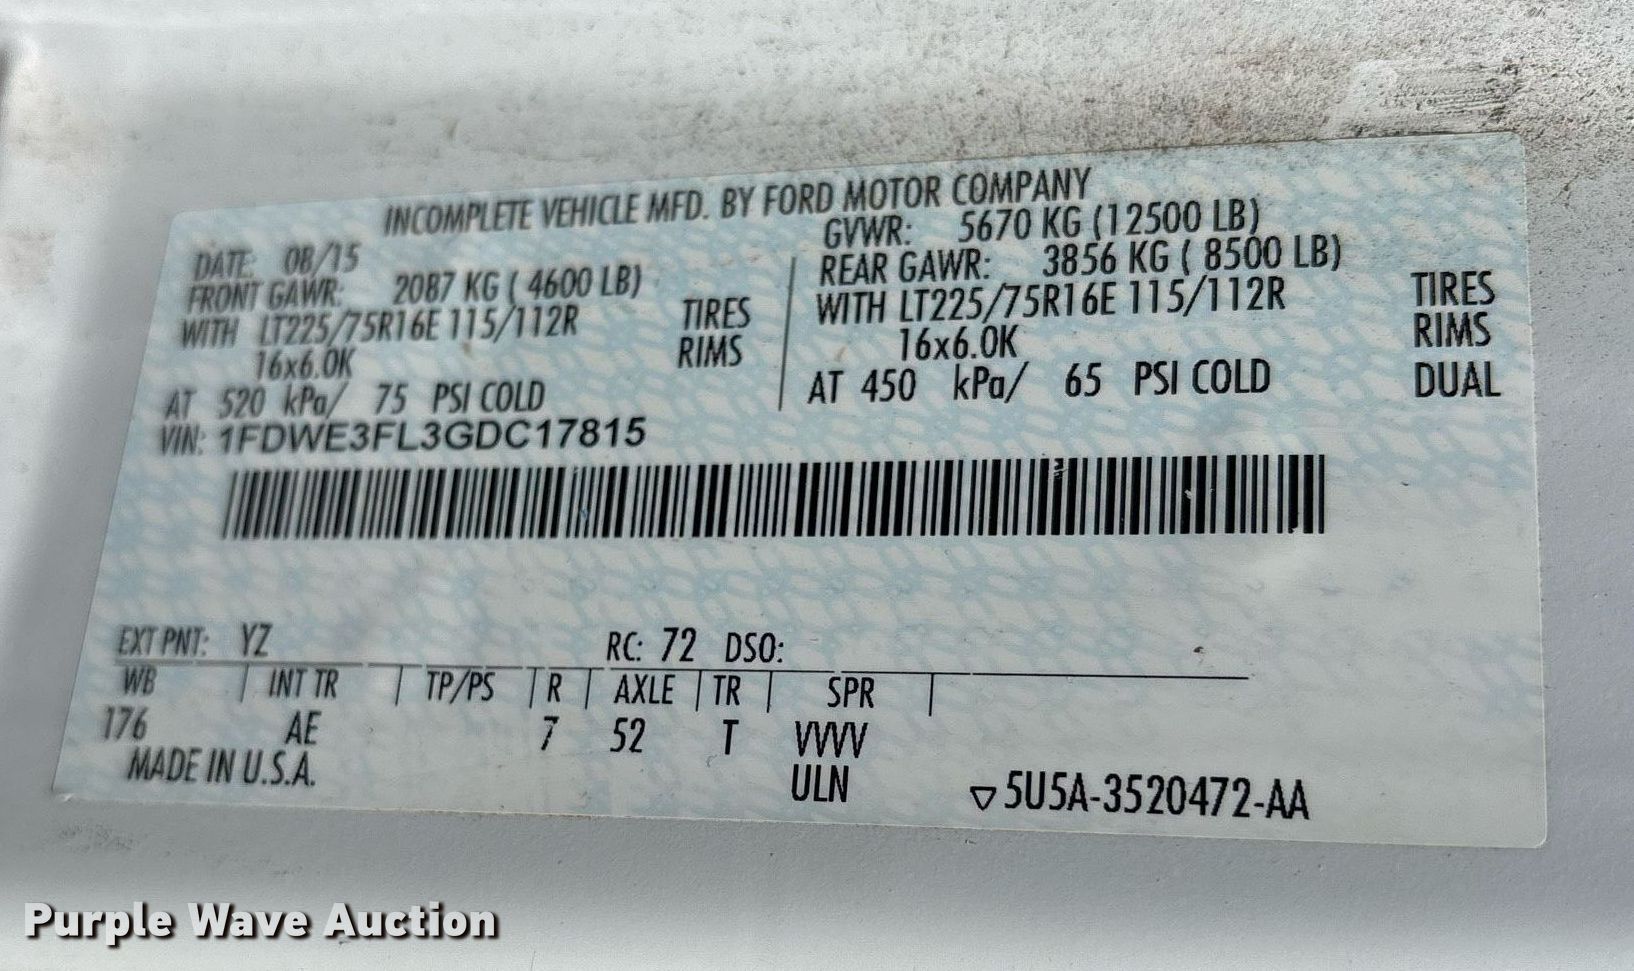 INCOMPLETE VEHICLE MFD. BY FORD MOTOR COMPANY
DATE: 08/15
GVWR: 5670 KG (12500 LB)
FRONT GAWR: 2087 KG ( 4600 LB)
REAR GAWR: 3856 KG ( 8500 LB)
WITH LT225/75R16E 115/112R TIRES
WITH LT225/75R16E 115/112R TIRES
16x6.0K RIMS
16x6.0K RIMS
AT 520 kPa/ 75 PSI COLD
AT 450 kPa/ 65 PSI COLD DUAL
VIN: 1FDWE3FL3GDC17815
EXT PNT: YZ RC: 72 DSO:
WB | INT TR | TP/PS | R | AXLE | TR | SPR |
176 AE 7 52 T VVVV
MADE IN U.S.A. ULN
▽5U5A-3520472-AA
Purple Wave Auction